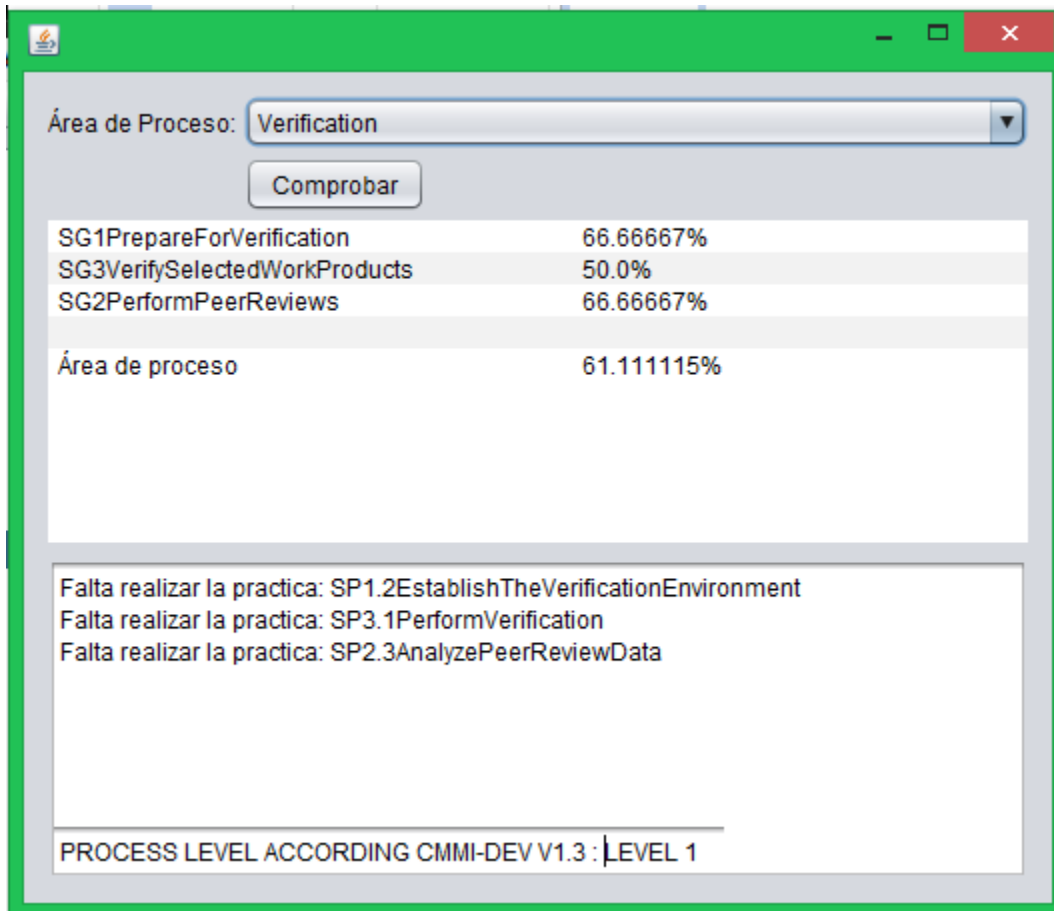 Área de Proceso: Verification
Comprobar
SG1PrepareForVerification 66.66667%
SG3VerifySelectedWorkProducts 50.0%
SG2PerformPeerReviews 66.66667%
Área de proceso 61.111115%
Falta realizar la practica: SP1.2EstablishTheVerificationEnvironment
Falta realizar la practica: SP3.1PerformVerification
Falta realizar la practica: SP2.3AnalyzePeerReviewData
PROCESS LEVEL ACCORDING CMMI-DEV V1.3 : LEVEL 1